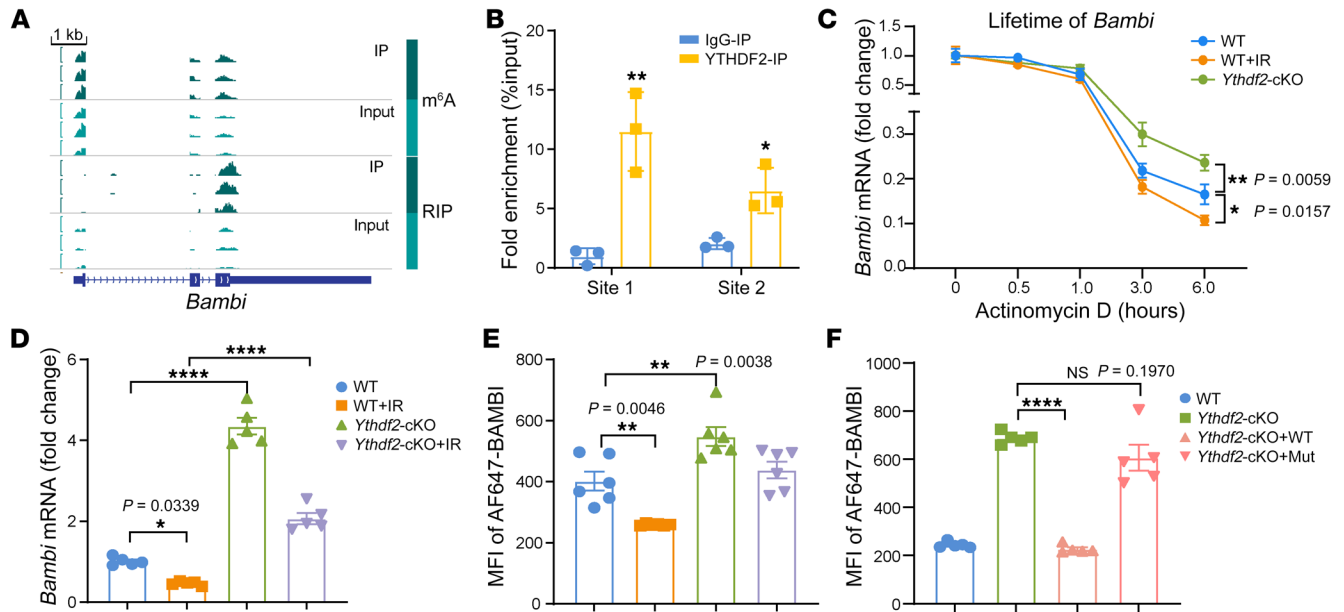 A
1 kb
IP
Input
m⁶A
IP
Input
RIP
Bambi
B
Fold enrichment (%input)
20
15
10
5
0
IgG-IP
YTHDF2-IP
**
*
Site 1
Site 2
C
Lifetime of Bambi
Bambi mRNA (fold change)
1.5
1.0
0.5
0.3
0.2
0.1
0.0
WT
WT+IR
Ythdf2-cKO
** P = 0.0059
* P = 0.0157
0
0.5
1.0
3.0
6.0
Actinomycin D (hours)
D
Bambi mRNA (fold change)
6
4
2
0
****
****
P = 0.0339
*
WT
WT+IR
Ythdf2-cKO
Ythdf2-cKO+IR
E
MFI of AF647-BAMBI
800
600
400
200
0
**
P = 0.0038
P = 0.0046
**
F
MFI of AF647-BAMBI
1000
800
600
400
200
0
NS P = 0.1970
****
WT
Ythdf2-cKO
Ythdf2-cKO+WT
Ythdf2-cKO+Mut